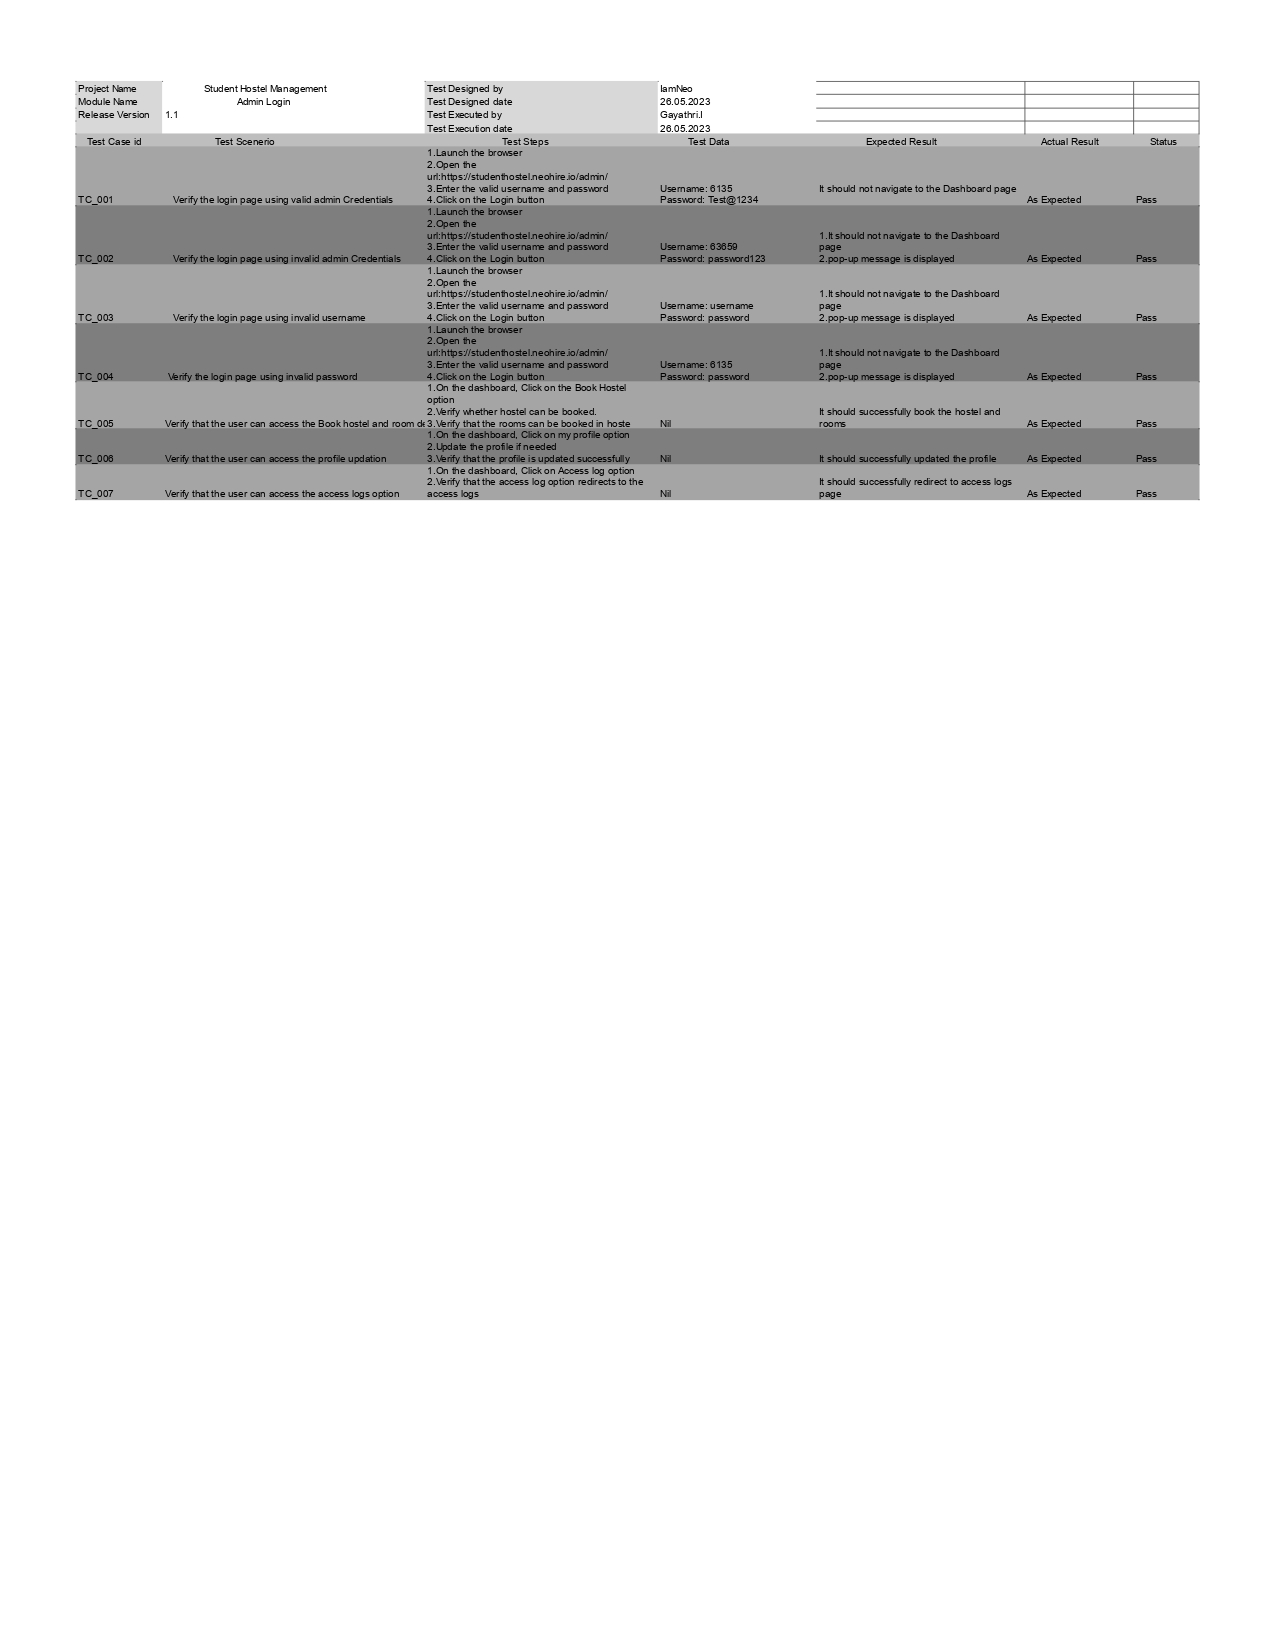 Project Name Student Hostel Management Test Designed by IamNeo
Module Name Admin Login Test Designed date 26.05.2023
Release Version 1.1 Test Executed by Gayathri.I
Test Execution date 26.05.2023
Test Case id Test Scenerio Test Steps Test Data Expected Result Actual Result Status
1.Launch the browser
2.Open the
url:https://studenthostel.neohire.io/admin/
3.Enter the valid username and password Username: 6135 It should not navigate to the Dashboard page
TC_001 Verify the login page using valid admin Credentials 4.Click on the Login button Password: Test@1234 As Expected Pass
1.Launch the browser
2.Open the
url:https://studenthostel.neohire.io/admin/ 1.It should not navigate to the Dashboard
3.Enter the valid username and password Username: 63659 page
TC_002 Verify the login page using invalid admin Credentials 4.Click on the Login button Password: password123 2.pop-up message is displayed As Expected Pass
1.Launch the browser
2.Open the
url:https://studenthostel.neohire.io/admin/ 1.It should not navigate to the Dashboard
3.Enter the valid username and password Username: username page
TC_003 Verify the login page using invalid username 4.Click on the Login button Password: password 2.pop-up message is displayed As Expected Pass
1.Launch the browser
2.Open the
url:https://studenthostel.neohire.io/admin/ 1.It should not navigate to the Dashboard
3.Enter the valid username and password Username: 6135 page
TC_004 Verify the login page using invalid password 4.Click on the Login button Password: password 2.pop-up message is displayed As Expected Pass
1.On the dashboard, Click on the Book Hostel
option
2.Verify whether hostel can be booked. It should successfully book the hostel and
TC_005 Verify that the user can access the Book hostel and room de 3.Verify that the rooms can be booked in hoste Nil rooms As Expected Pass
1.On the dashboard, Click on my profile option
2.Update the profile if needed
TC_006 Verify that the user can access the profile updation 3.Verify that the profile is updated successfully Nil It should successfully updated the profile As Expected Pass
1.On the dashboard, Click on Access log option
2.Verify that the access log option redirects to the It should successfully redirect to access logs
TC_007 Verify that the user can access the access logs option access logs Nil page As Expected Pass